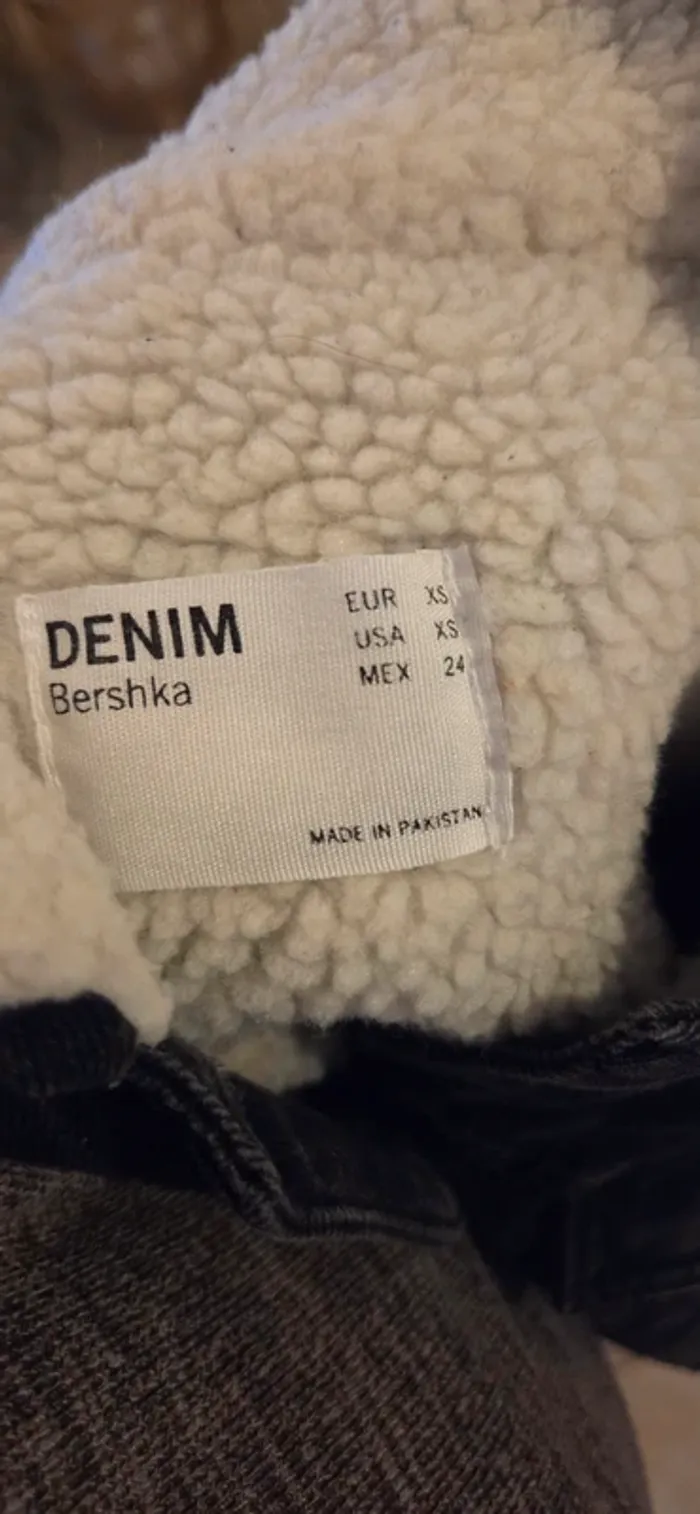 DENIM
Bershka
EUR XS
USA XS
MEX 24
MADE IN PAKISTAN